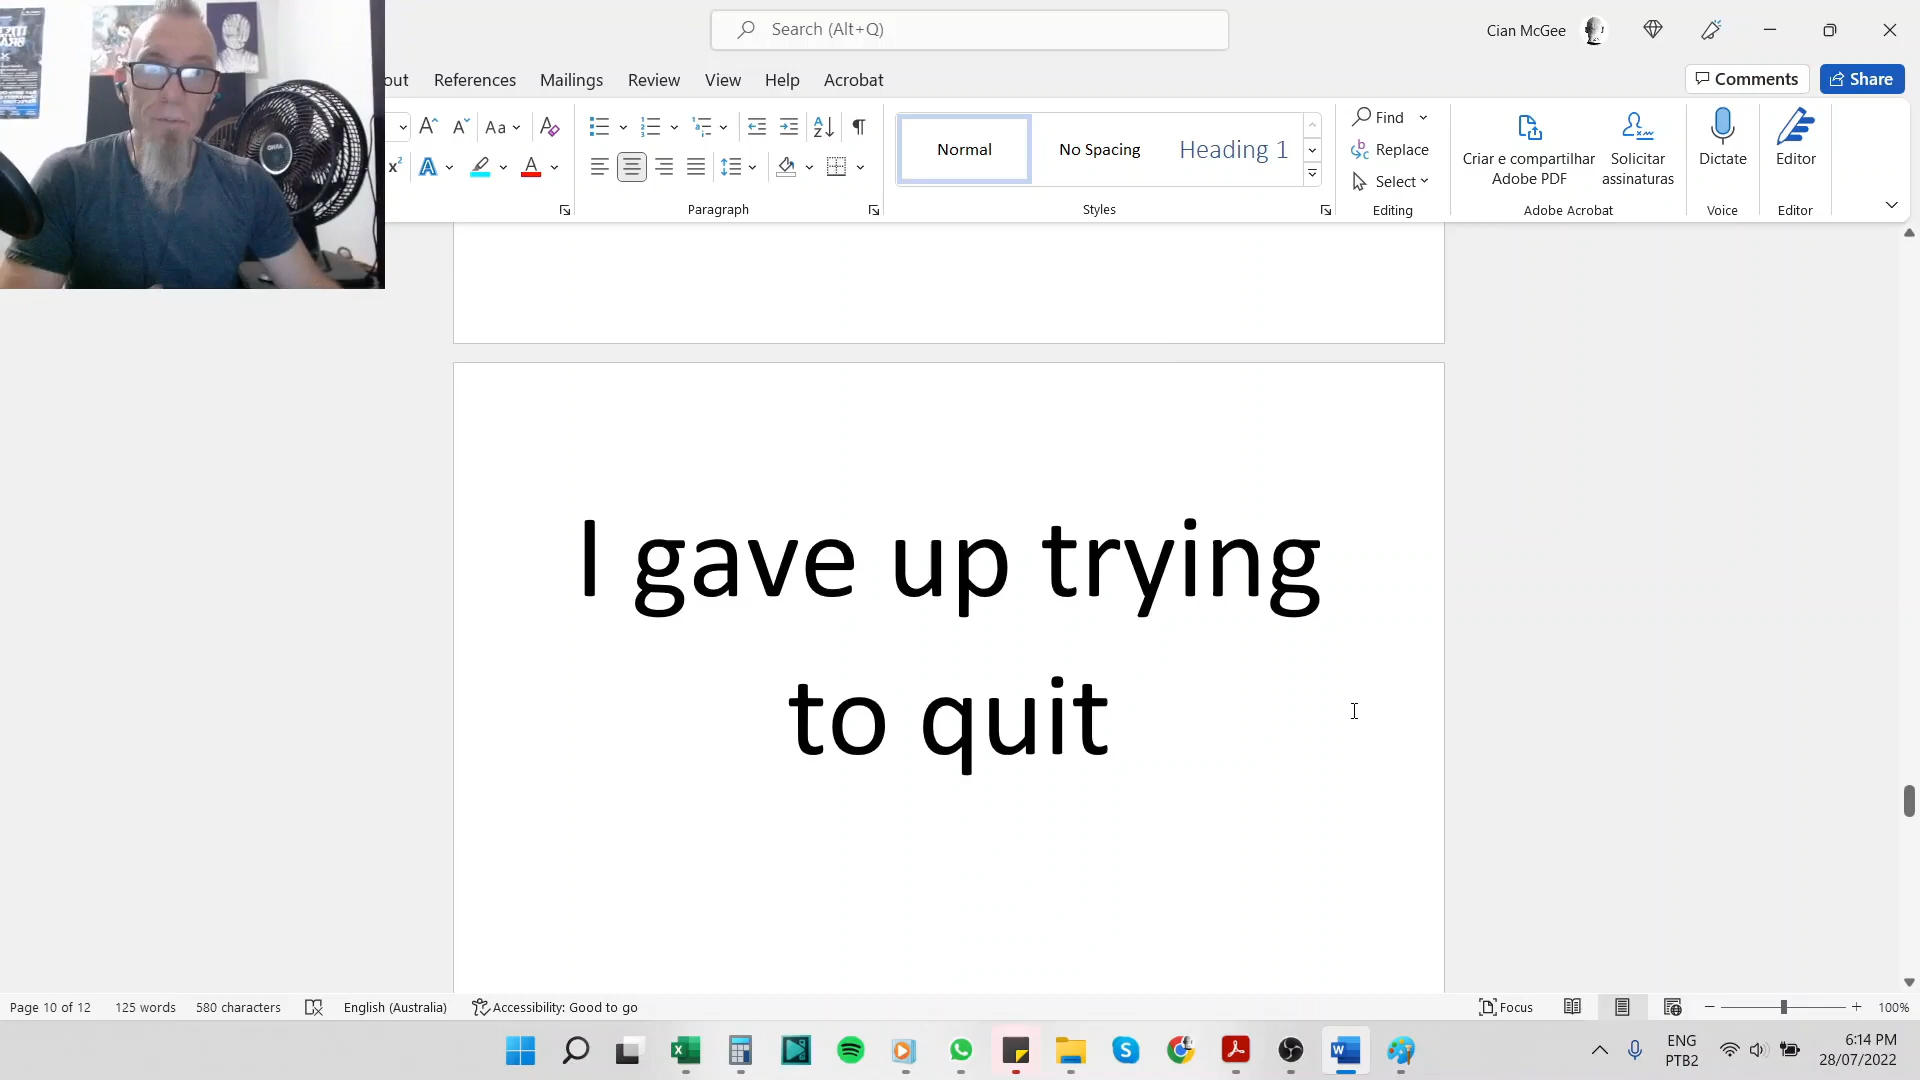 Search (Alt+Q)
Cian McGee
out References Mailings Review View Help Acrobat
Comments
Share
Aa
Normal
No Spacing
Heading 1
Find
Replace
Select
Criar e compartilhar
Adobe PDF
Solicitar
assinaturas
Dictate
Editor
Paragraph
Styles
Editing
Adobe Acrobat
Voice
Editor
I gave up trying
to quit
Page 10 of 12 125 words 580 characters English (Australia) Accessibility: Good to go
Focus
100%
ENG
PTB2
6:14 PM
28/07/2022